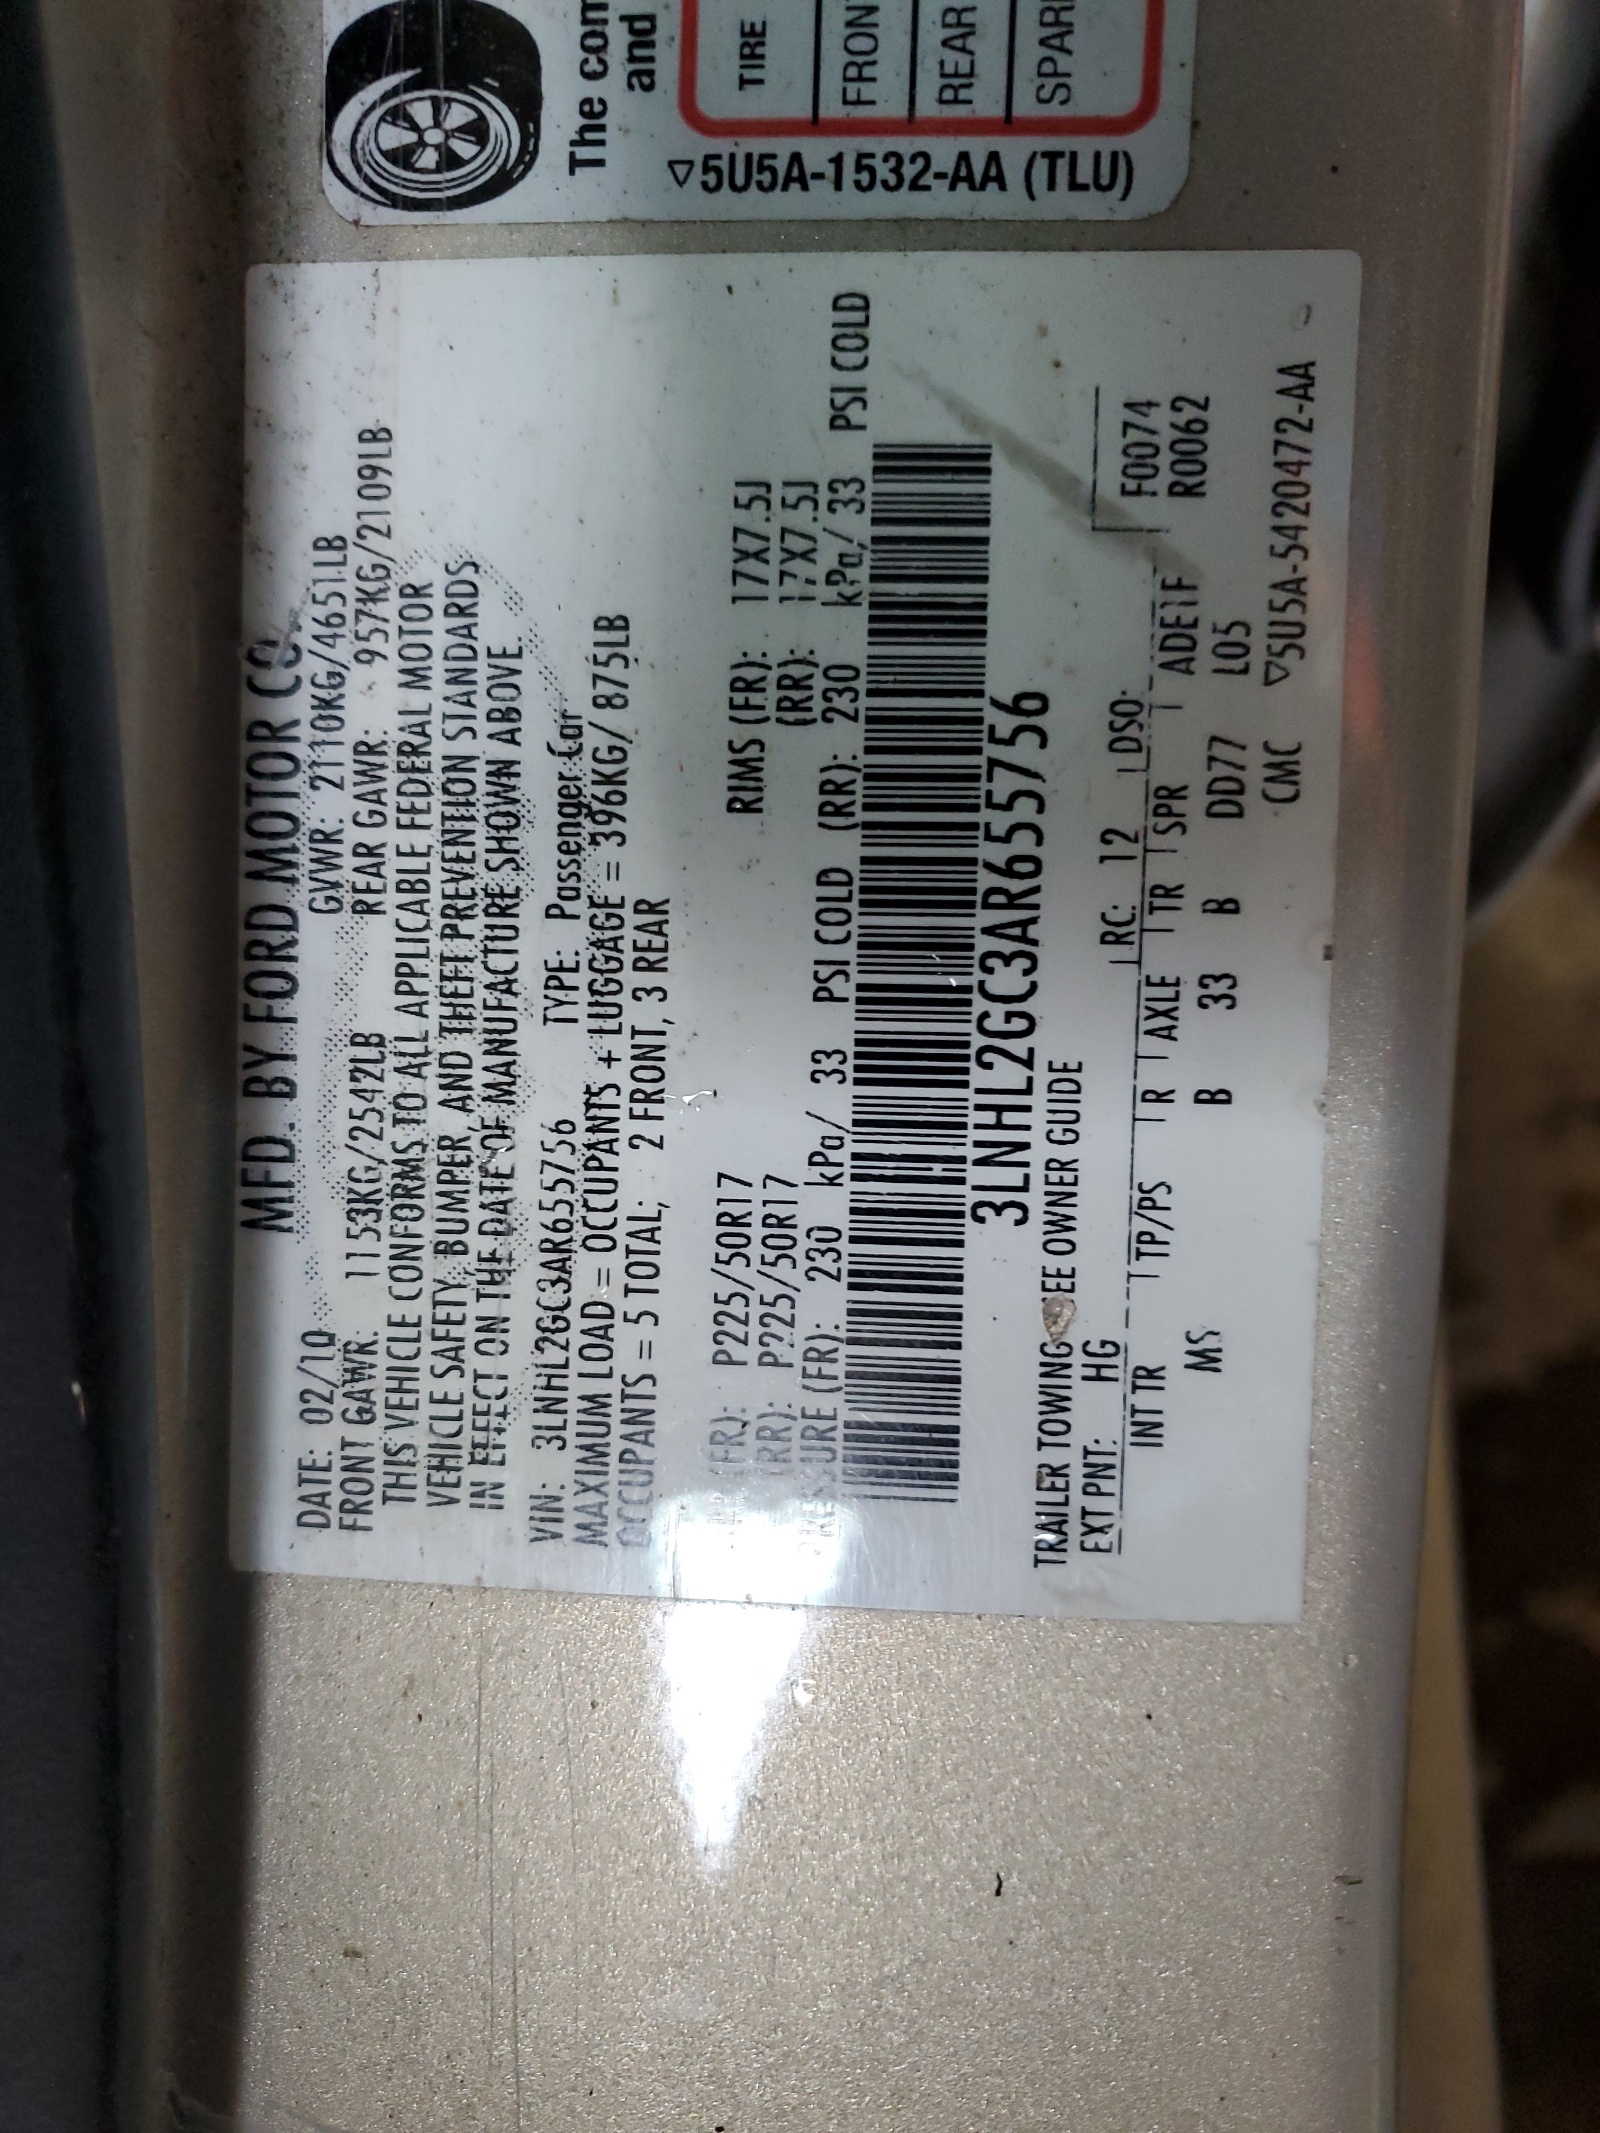 MFD. BY FORD MOTOR CO.
DATE: 02/10 GVWR: 2110KG/4651LB
FRONT GAWR: 1153KG/2542LB REAR GAWR: 957KG/2109LB
THIS VEHICLE CONFORMS TO ALL APPLICABLE FEDERAL MOTOR
VEHICLE SAFETY, BUMPER, AND THEFT PREVENTION STANDARDS
IN EFFECT ON THE DATE OF MANUFACTURE SHOWN ABOVE.
VIN: 3LNHL2GC3AR655756 TYPE: Passenger Car
MAXIMUM LOAD = OCCUPANTS + LUGGAGE = 396KG/ 875LB
OCCUPANTS = 5 TOTAL; 2 FRONT, 3 REAR
(FR): P225/50R17 RIMS (FR): 17X7.5J
(RR): P225/50R17 (RR): 17X7.5J
PRESSURE (FR): 230 kPa/ 33 PSI COLD (RR): 230 kPa/ 33 PSI COLD
3LNHL2GC3AR655756
TRAILER TOWING - SEE OWNER GUIDE
EXT PNT: HG RC: 12 DSO:
INT TR TP/PS R AXLE TR SPR ADE1F F0074
MS B 33 B DD77 L05 R0062
CMC ▽5U5A-5420472-AA
The com
and
TIRE
FRON
REAR
SPAR
▽5U5A-1532-AA (TLU)